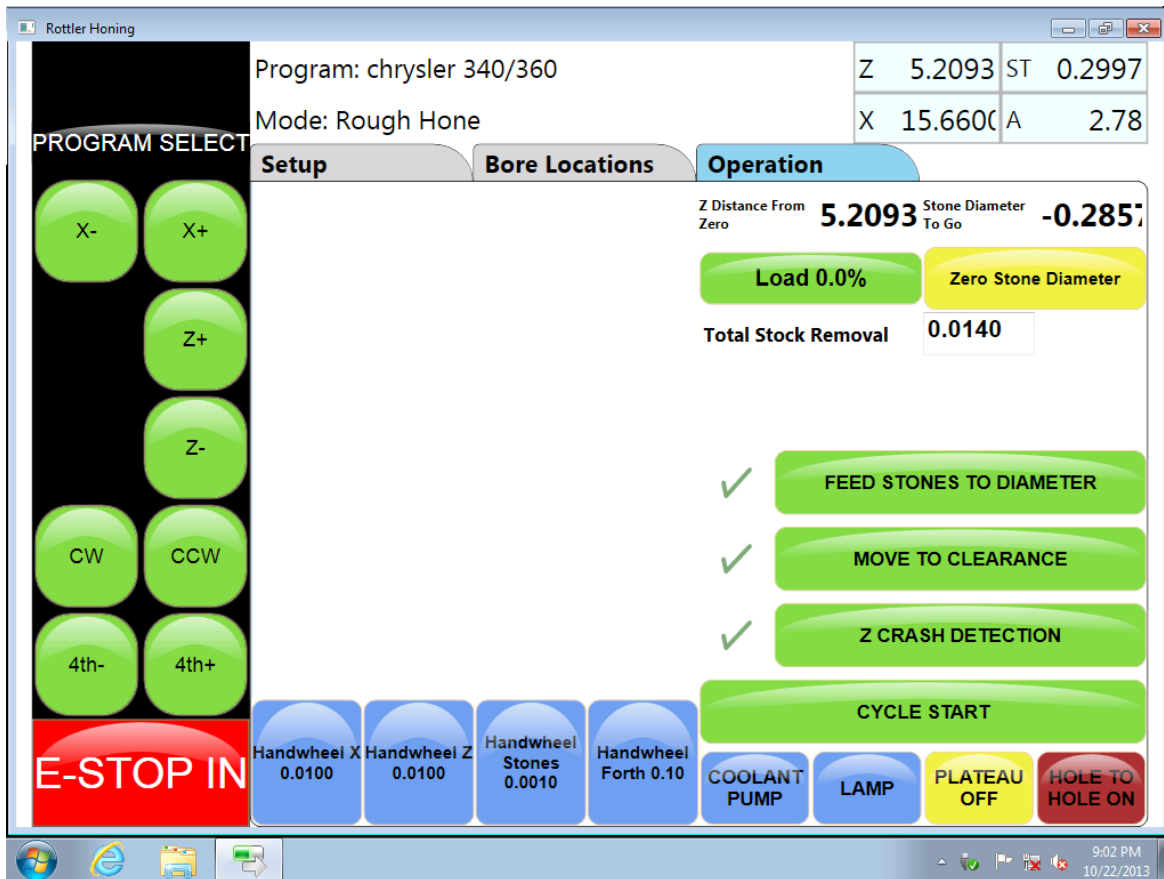 Rottler Honing
Program: chrysler 340/360
Z 5.2093 ST 0.2997
Mode: Rough Hone
X 15.660( A 2.78
PROGRAM SELECT
Setup
Bore Locations
Operation
X-
X+
Z+
Z-
CW
CCW
4th-
4th+
E-STOP IN
Z Distance From
Zero
5.2093
Stone Diameter
To Go
-0.2857
Load 0.0%
Zero Stone Diameter
Total Stock Removal
0.0140
FEED STONES TO DIAMETER
MOVE TO CLEARANCE
Z CRASH DETECTION
CYCLE START
Handwheel X
0.0100
Handwheel Z
0.0100
Handwheel
Stones
0.0010
Handwheel
Forth 0.10
COOLANT
PUMP
LAMP
PLATEAU
OFF
HOLE TO
HOLE ON
9:02 PM
10/22/2013